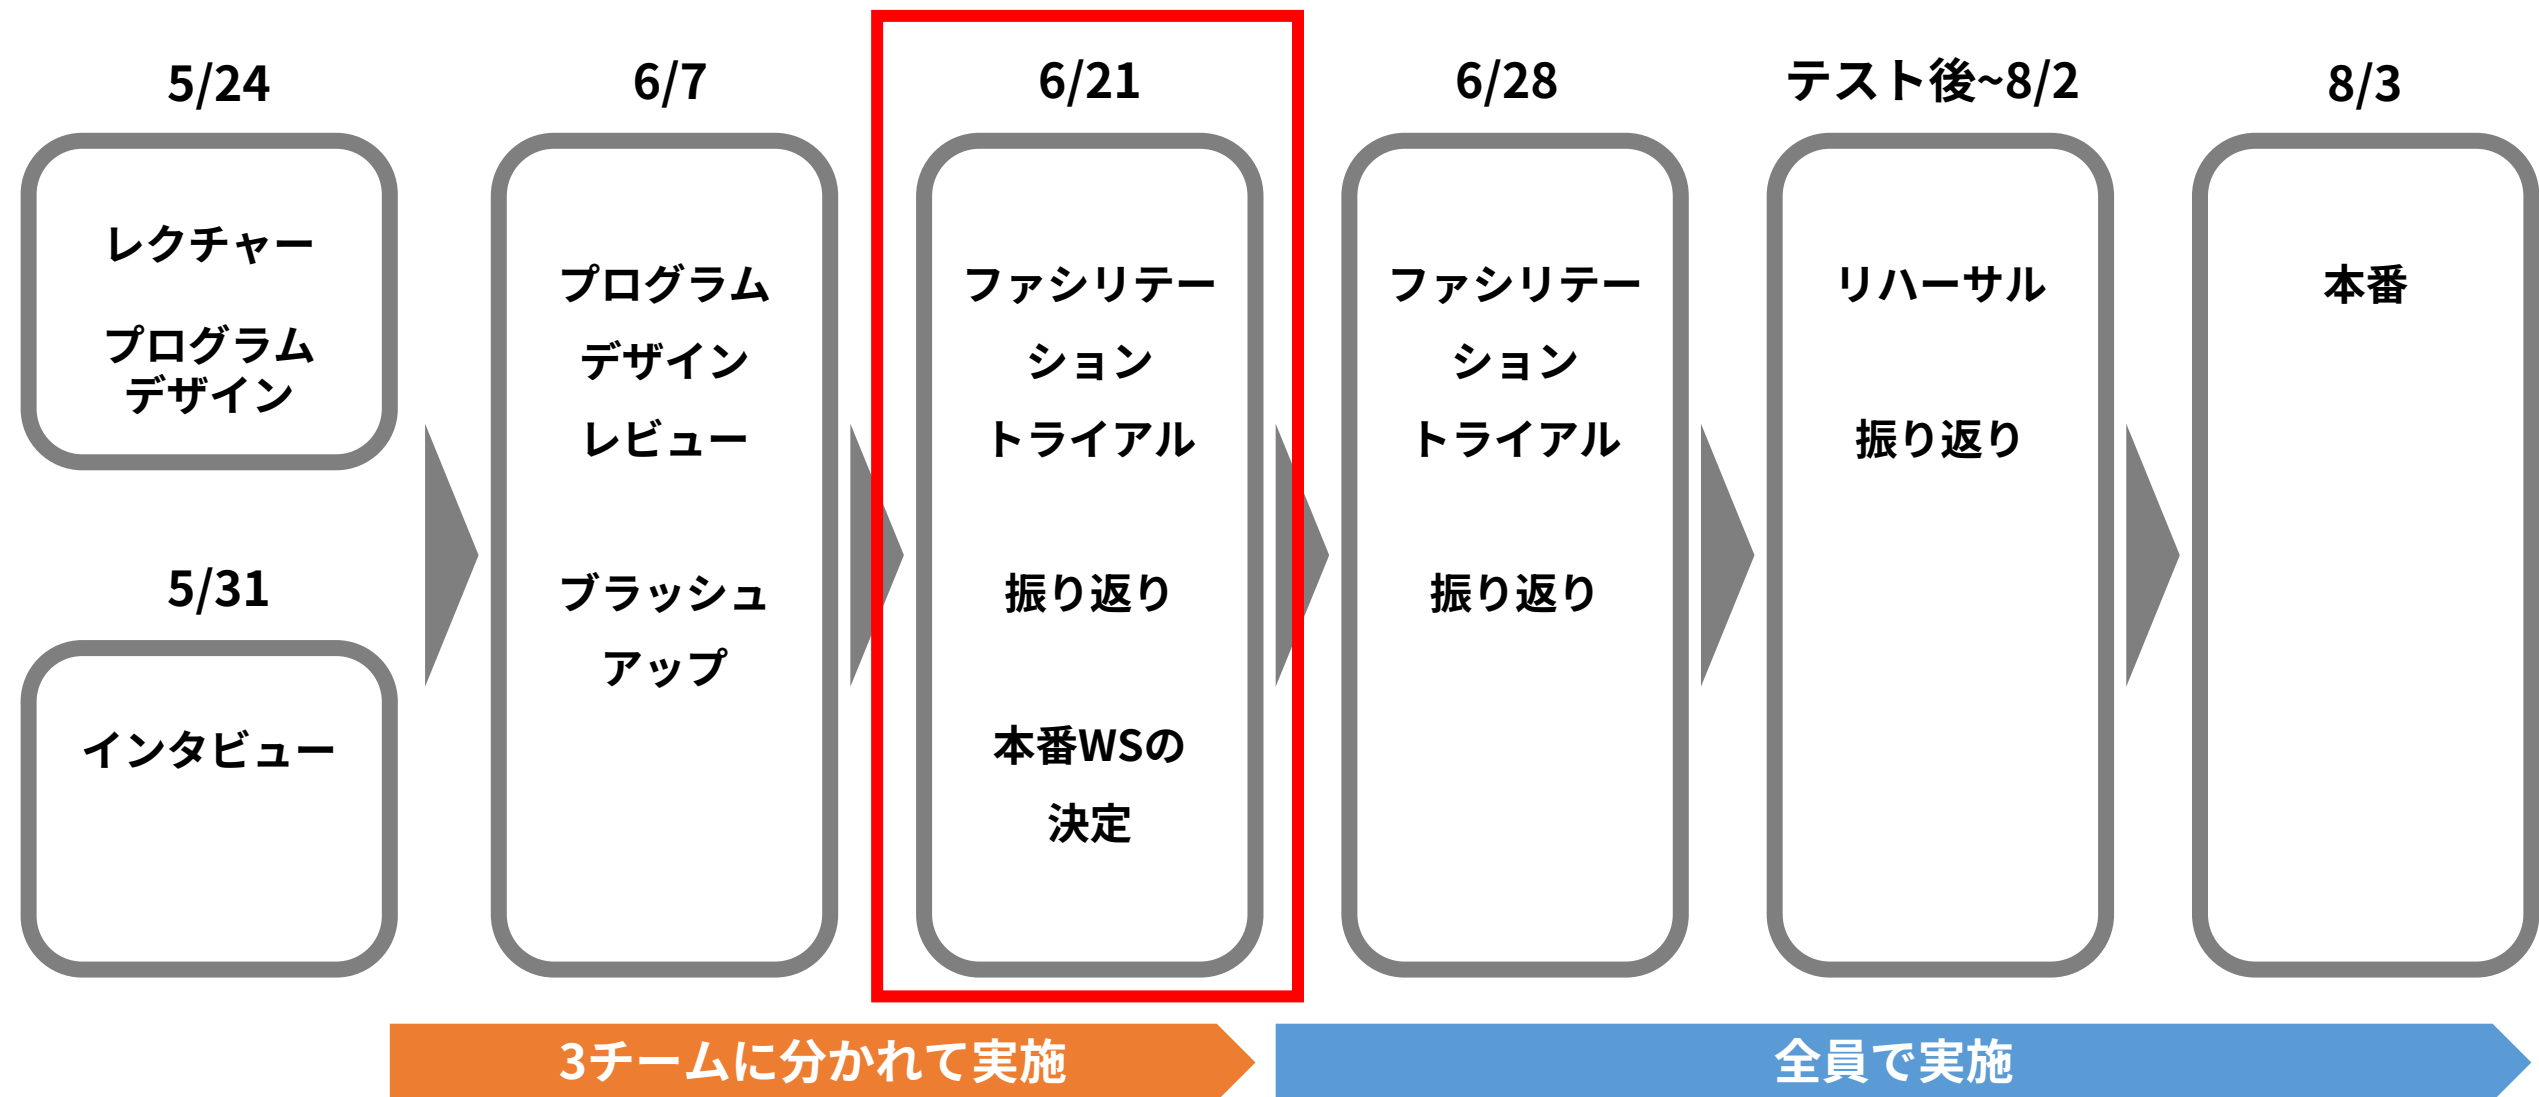 5/24
レクチャー
プログラム
デザイン
5/31
インタビュー
6/7
プログラム
デザイン
レビュー
ブラッシュ
アップ
6/21
ファシリテー
ション
トライアル
振り返り
本番WSの
決定
6/28
ファシリテー
ション
トライアル
振り返り
テスト後~8/2
リハーサル
振り返り
8/3
本番
3チームに分かれて実施
全員で実施